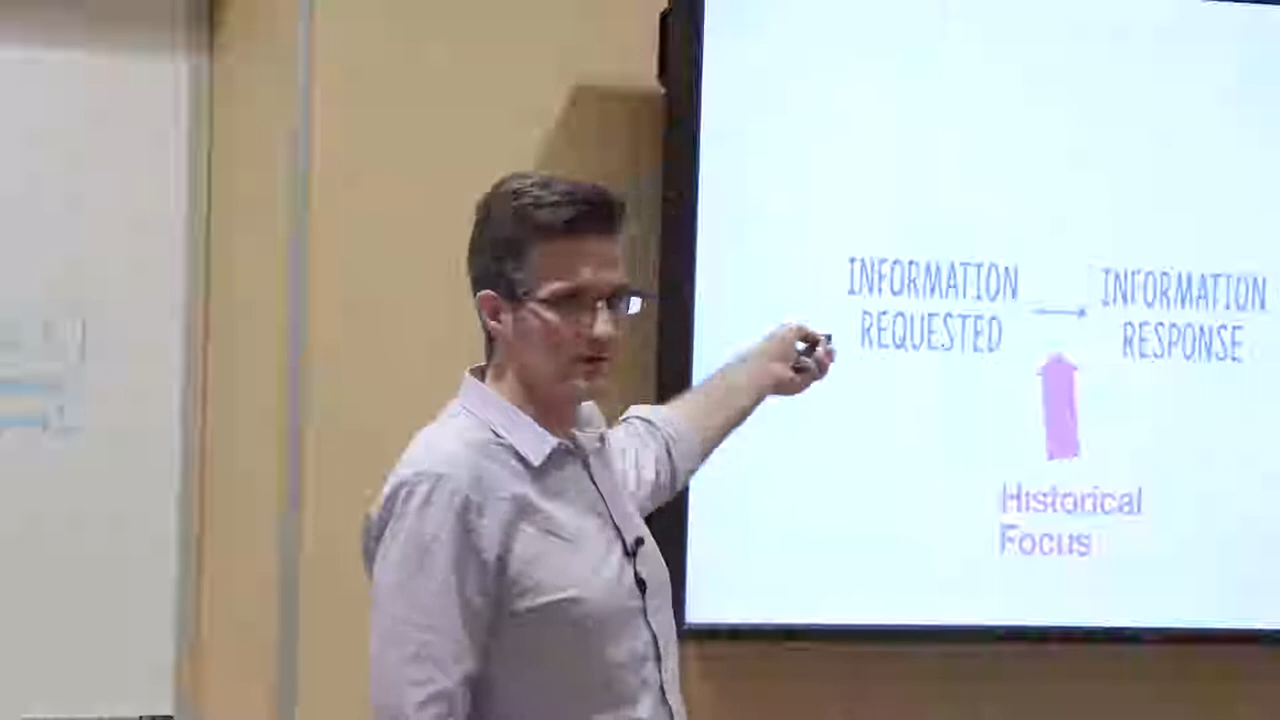 INFORMATION
REQUESTED
INFORMATION
RESPONSE
Historical
Focus